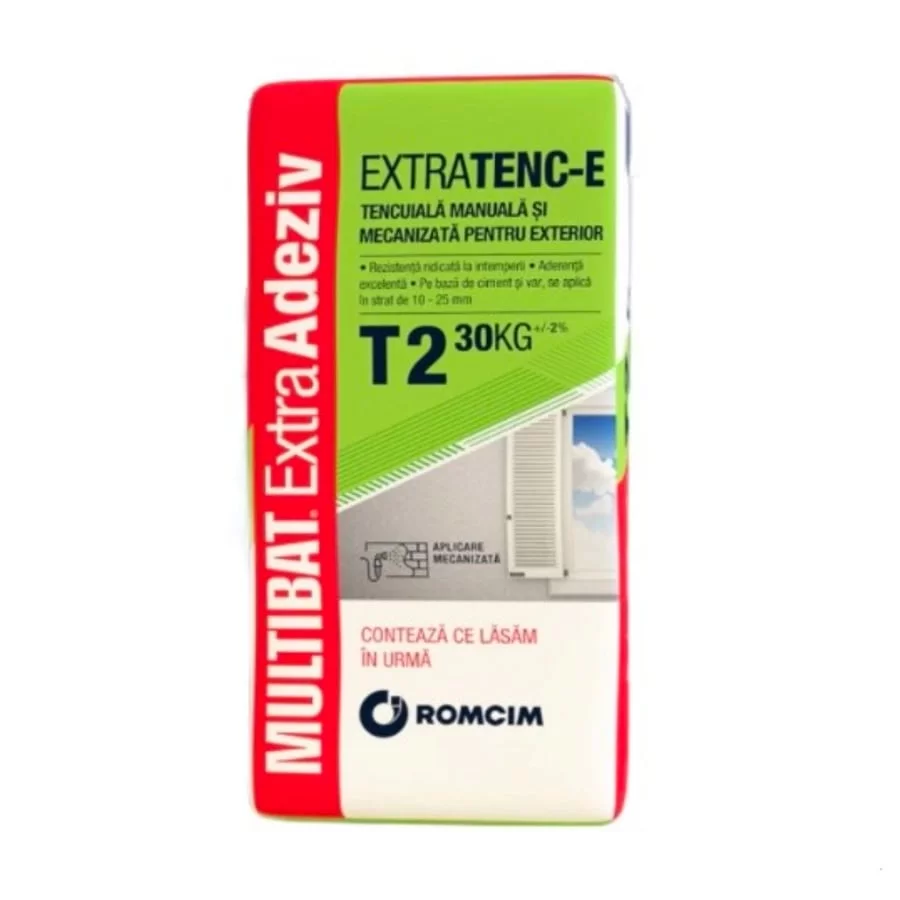 MULTIBAT® ExtraAdeziv
EXTRATENC-E
TENCUIALĂ MANUALĂ ȘI
MECANIZATĂ PENTRU EXTERIOR
• Rezistență ridicată la intemperii • Aderență
excelentă • Pe bază de ciment și var, se aplică
în strat de 10 - 25 mm
T2 30KG +/-2%
APLICARE
MECANIZATĂ
CONTEAZĂ CE LĂSĂM
ÎN URMĂ
ROMCIM